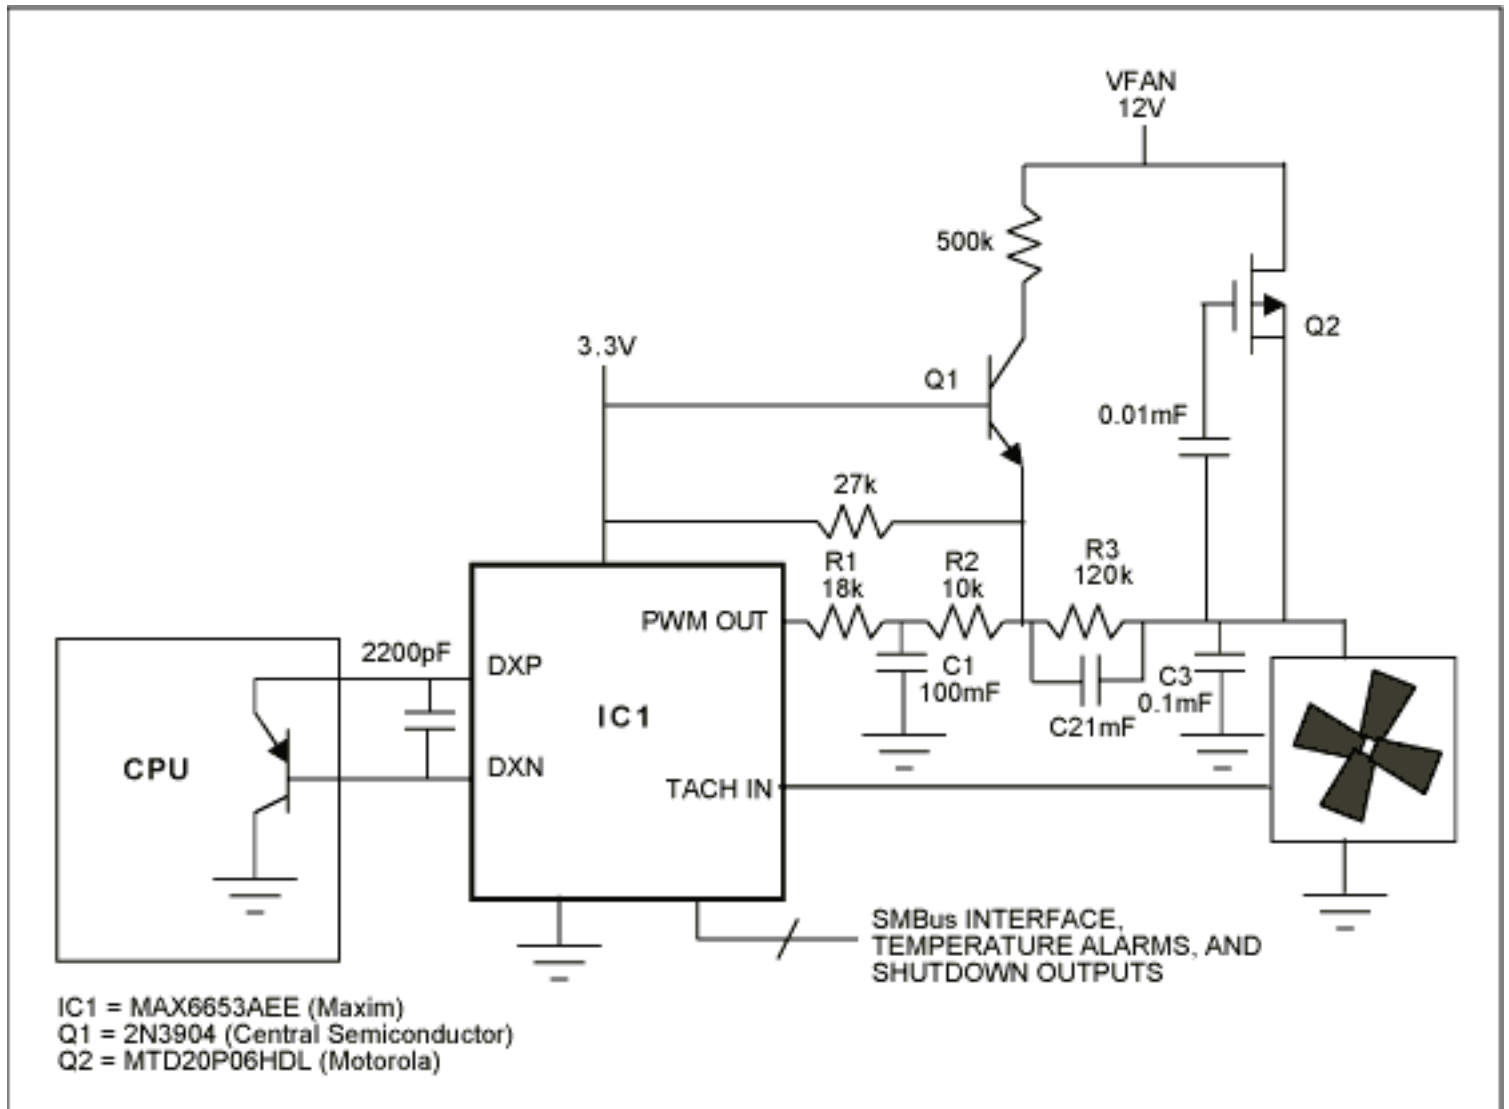 VFAN
12V
500k
Q2
3.3V
Q1
0.01mF
27k
R1
18k
R2
10k
R3
120k
PWM OUT
2200pF
DXP
C1
100mF
C3
0.1mF
C21mF
IC1
CPU
DXN
TACH IN
SMBus INTERFACE,
TEMPERATURE ALARMS, AND
SHUTDOWN OUTPUTS
IC1 = MAX6653AEE (Maxim)
Q1 = 2N3904 (Central Semiconductor)
Q2 = MTD20P06HDL (Motorola)